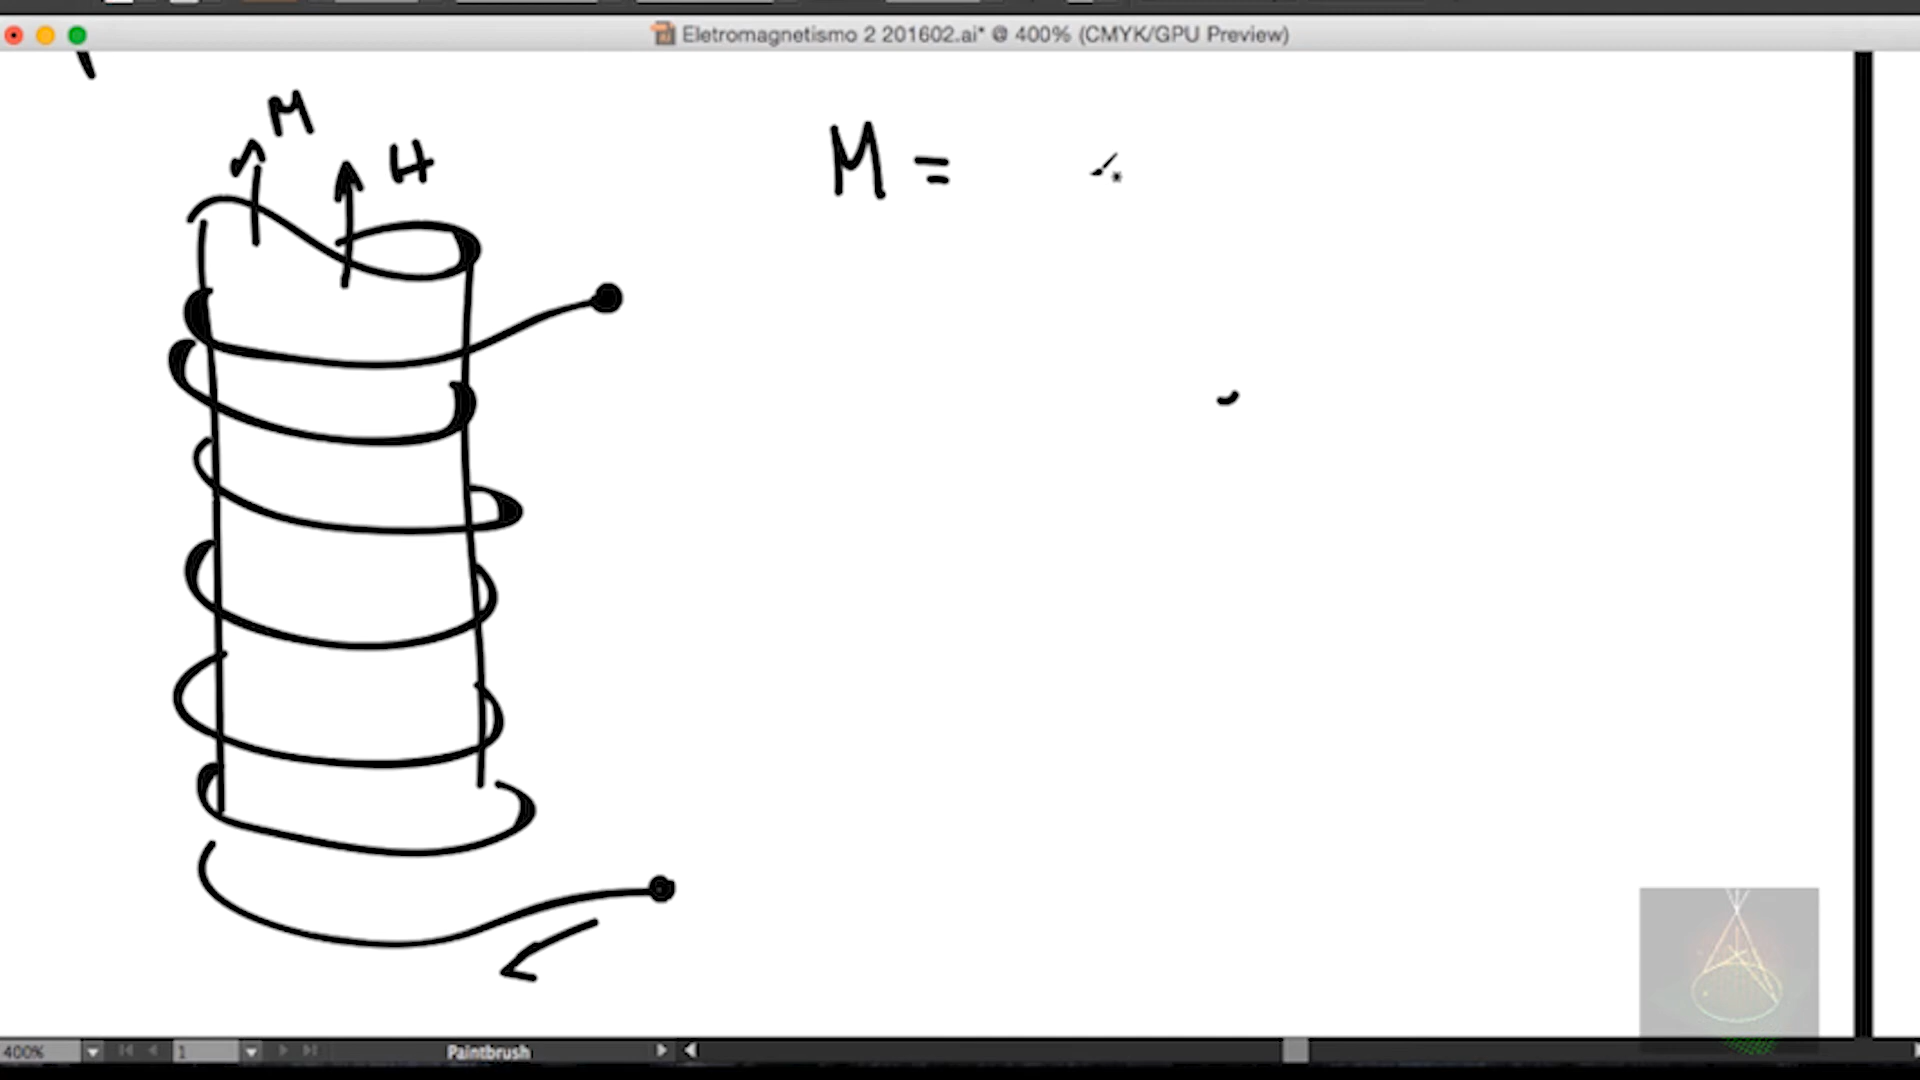 Eletromagnetismo 2 201602.ai* @ 400% (CMYK/GPU Preview)
M
H
M =
400%
1
Paintbrush